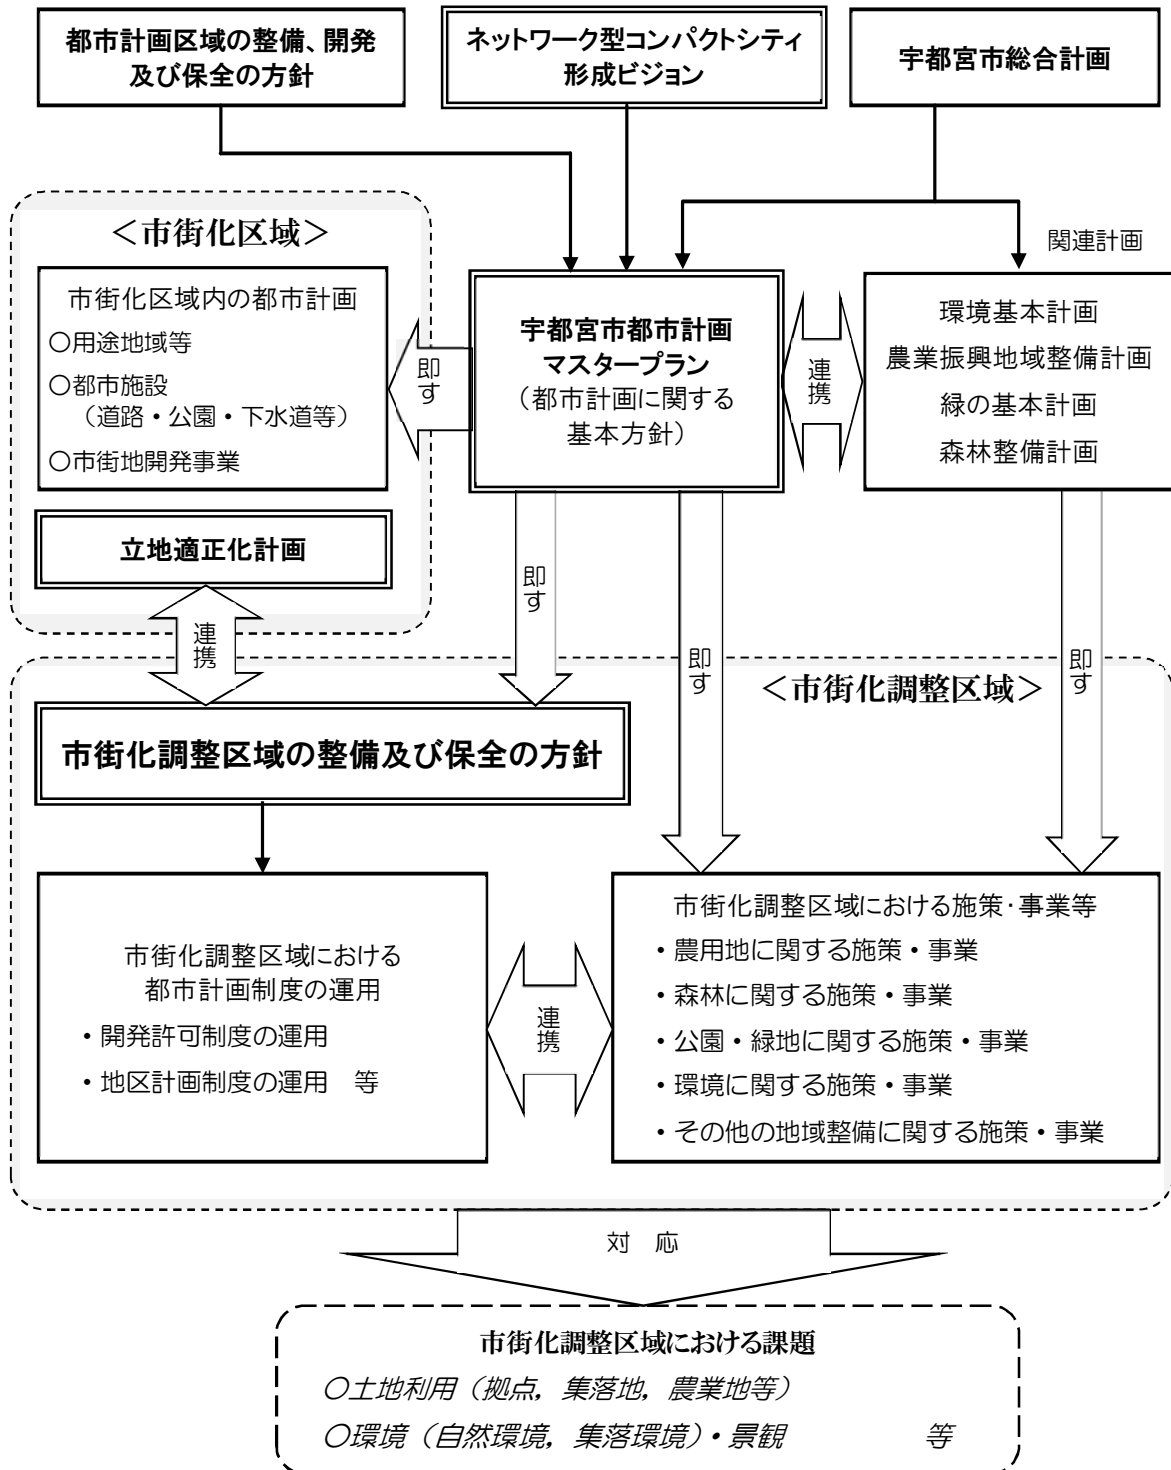 都市計画区域の整備、開発
及び保全の方針
ネットワーク型コンパクトシティ
形成ビジョン
宇都宮市総合計画
＜市街化区域＞
関連計画
市街化区域内の都市計画
○用途地域等
○都市施設
（道路・公園・下水道等）
○市街地開発事業
即す
宇都宮市都市計画
マスタープラン
（都市計画に関する
基本方針）
連携
環境基本計画
農業振興地域整備計画
緑の基本計画
森林整備計画
立地適正化計画
連携
即す
即す
即す
＜市街化調整区域＞
市街化調整区域の整備及び保全の方針
市街化調整区域における
都市計画制度の運用
・開発許可制度の運用
・地区計画制度の運用　等
連携
市街化調整区域における施策・事業等
・農用地に関する施策・事業
・森林に関する施策・事業
・公園・緑地に関する施策・事業
・環境に関する施策・事業
・その他の地域整備に関する施策・事業
対　応
市街化調整区域における課題
○土地利用（拠点，集落地，農業地等）
○環境（自然環境，集落環境）・景観　　　　　等